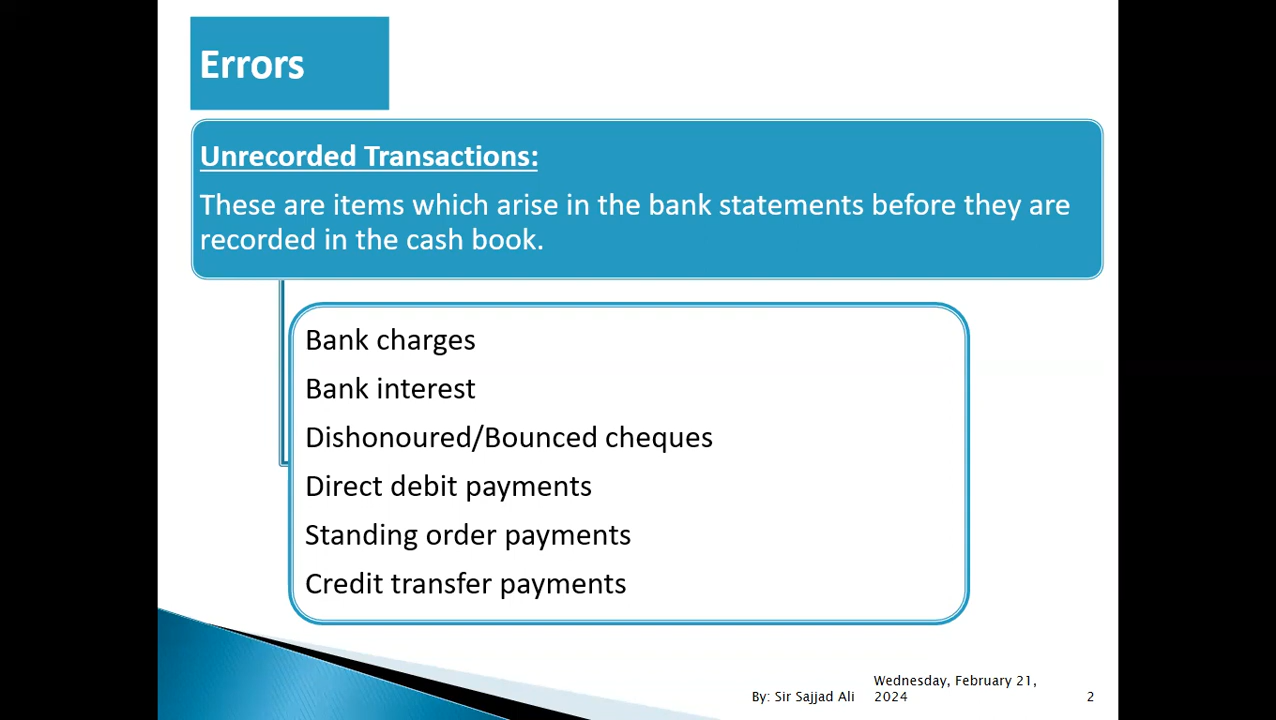 Errors
Unrecorded Transactions:
These are items which arise in the bank statements before they are
recorded in the cash book.
Bank charges
Bank interest
Dishonoured/Bounced cheques
Direct debit payments
Standing order payments
Credit transfer payments
By: Sir Sajjad Ali
Wednesday, February 21,
2024
2